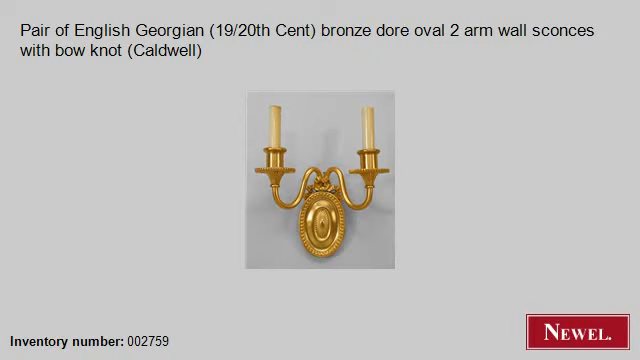 Pair of English Georgian (19/20th Cent) bronze dore oval 2 arm wall sconces
with bow knot (Caldwell)
Inventory number: 002759
NEWEL.